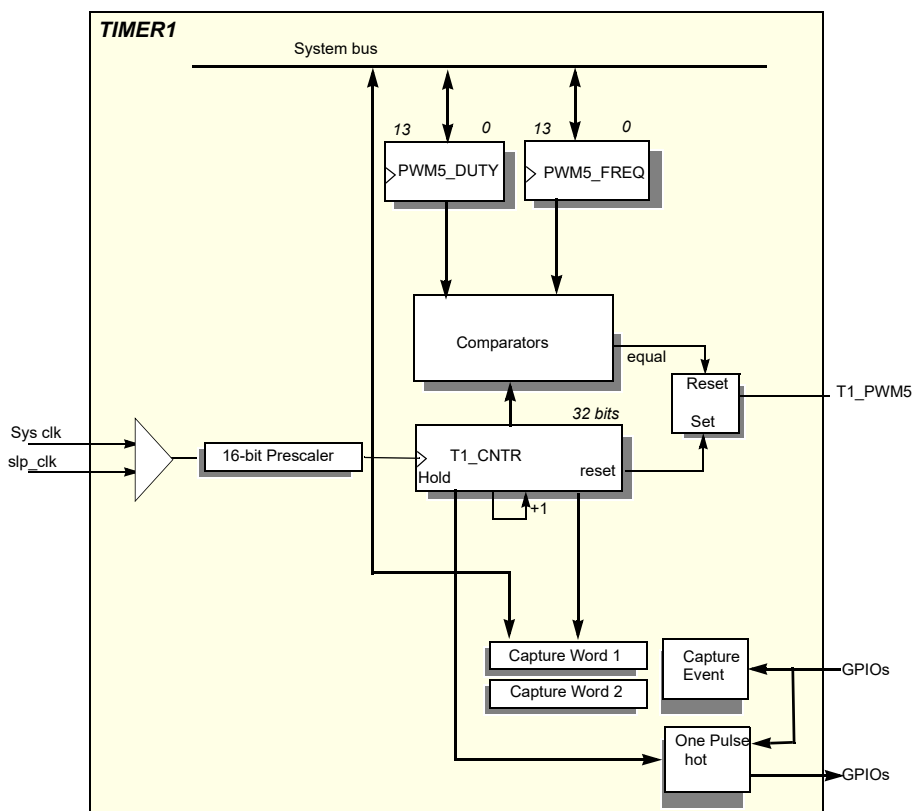 TIMER1
System bus
13 0 13 0
PWM5_DUTY PWM5_FREQ
Comparators
equal
Reset
T1_PWM5
Set
32 bits
Sys clk
slp_clk
16-bit Prescaler
T1_CNTR
Hold
reset
+1
Capture Word 1
Capture Word 2
Capture
Event
GPIOs
One Pulse
hot
GPIOs